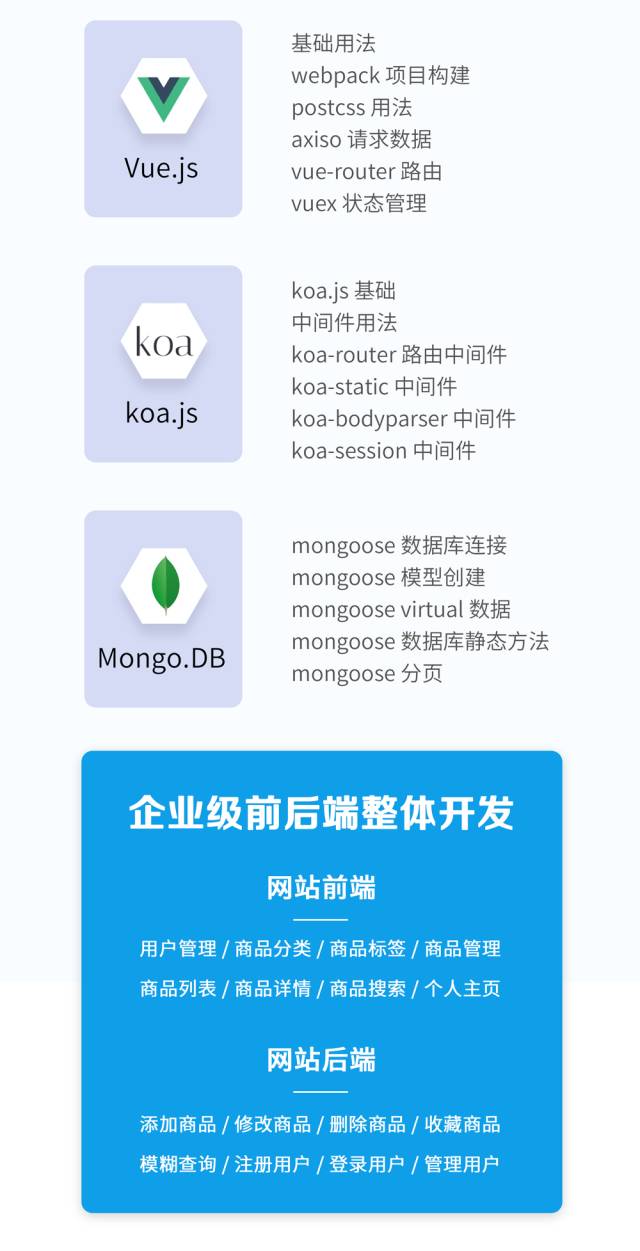 Vue.js
基础用法
webpack 项目构建
postcss 用法
axiso 请求数据
vue-router 路由
vuex 状态管理
koa
koa.js
koa.js 基础
中间件用法
koa-router 路由中间件
koa-static 中间件
koa-bodyparser 中间件
koa-session 中间件
Mongo.DB
mongoose 数据库连接
mongoose 模型创建
mongoose virtual 数据
mongoose 数据库静态方法
mongoose 分页
企业级前后端整体开发
网站前端
用户管理 / 商品分类 / 商品标签 / 商品管理
商品列表 / 商品详情 / 商品搜索 / 个人主页
网站后端
添加商品 / 修改商品 / 删除商品 / 收藏商品
模糊查询 / 注册用户 / 登录用户 / 管理用户